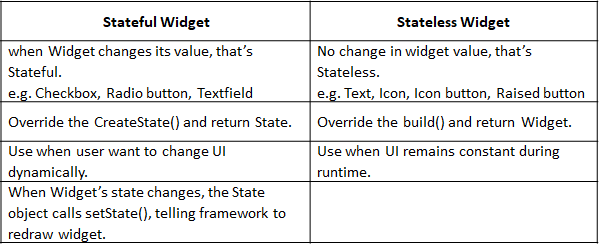 Stateful Widget
Stateless Widget
when Widget changes its value, that's
Stateful.
e.g. Checkbox, Radio button, Textfield
No change in widget value, that's
Stateless.
e.g. Text, Icon, Icon button, Raised button
Override the CreateState() and return State.
Override the build() and return Widget.
Use when user want to change UI
dynamically.
Use when UI remains constant during
runtime.
When Widget's state changes, the State
object calls setState(), telling framework to
redraw widget.